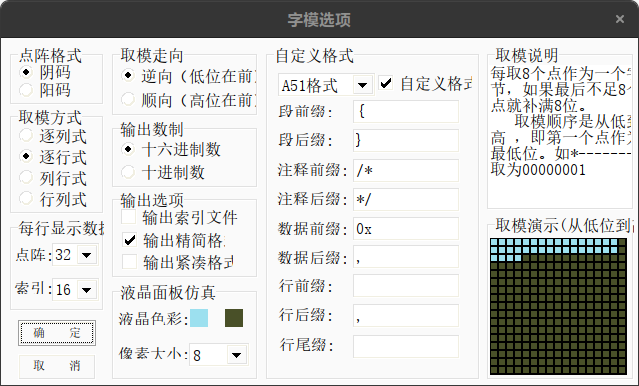 字模选项
点阵格式
阴码
阳码
取模方式
逐列式
逐行式
列行式
行列式
每行显示数据
点阵: 32
索引: 16
确 定
取 消
取模走向
逆向（低位在前）
顺向（高位在前）
输出数制
十六进制数
十进制数
输出选项
输出索引文件
输出精简格式
输出紧凑格式
液晶面板仿真
液晶色彩:
像素大小: 8
自定义格式
A51格式
自定义格式
段前缀: {
段后缀: }
注释前缀: /*
注释后缀: */
数据前缀: 0x
数据后缀: ,
行前缀:
行后缀: ,
行尾缀:
取模说明
每取8个点作为一个字
节，如果最后不足8个
点就补满8位。
取模顺序是从低到
高，即第一个点作为
最低位。如*-------
取为00000001
取模演示(从低位到高